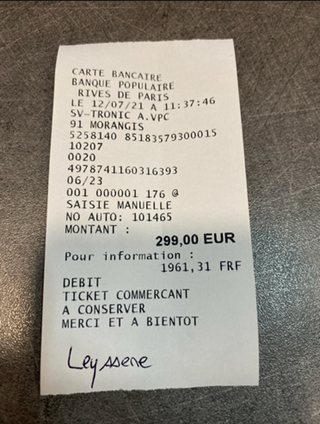 CARTE BANCAIRE
BANQUE POPULAIRE
RIVES DE PARIS
LE 12/07/21 A 11:37:46
SV-TRONIC A.VPC
91 MORANGIS
5258140 85183579300015
10207
0020
4978741160316393
06/23
001 000001 176 @
SAISIE MANUELLE
NO AUTO: 101465
MONTANT :
299,00 EUR
Pour information :
1961,31 FRF
DEBIT
TICKET COMMERCANT
A CONSERVER
MERCI ET A BIENTOT
Leyssene